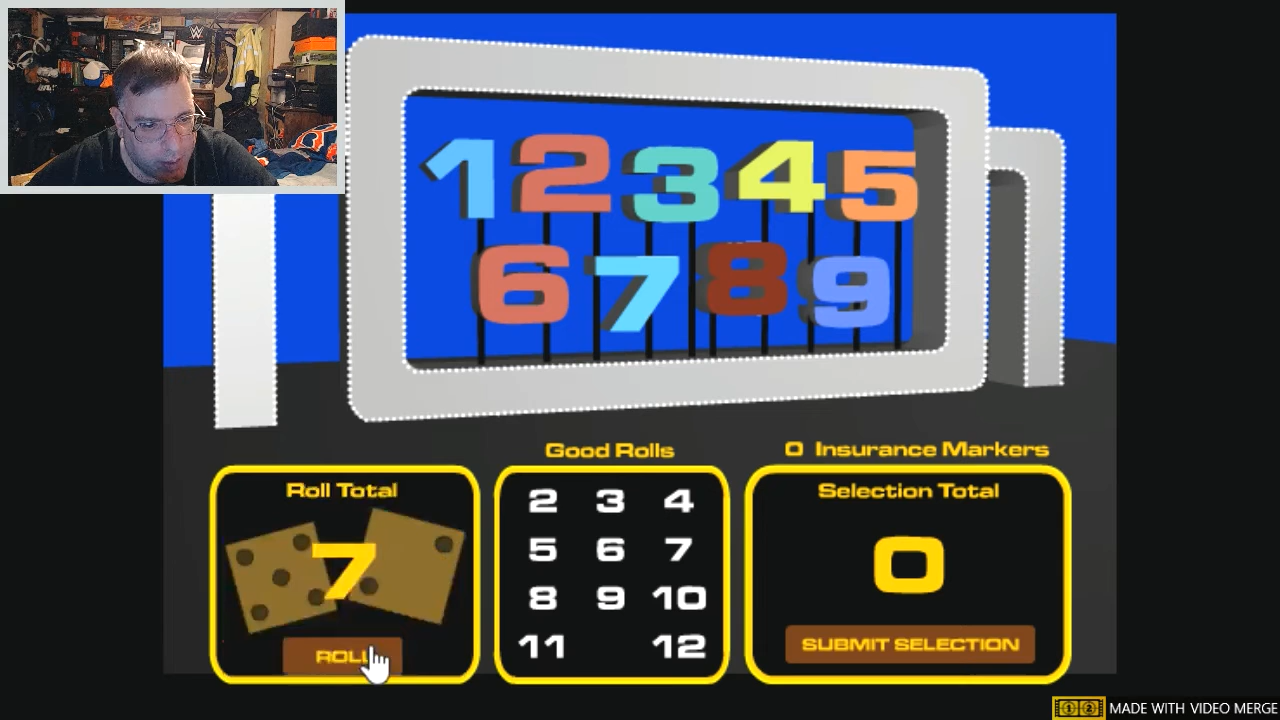 1 2 3 4 5
6 7 8 9
Good Rolls
0 Insurance Markers
Roll Total
7
ROLL
2 3 4
5 6 7
8 9 10
11 12
Selection Total
0
SUBMIT SELECTION
MADE WITH VIDEO MERGE